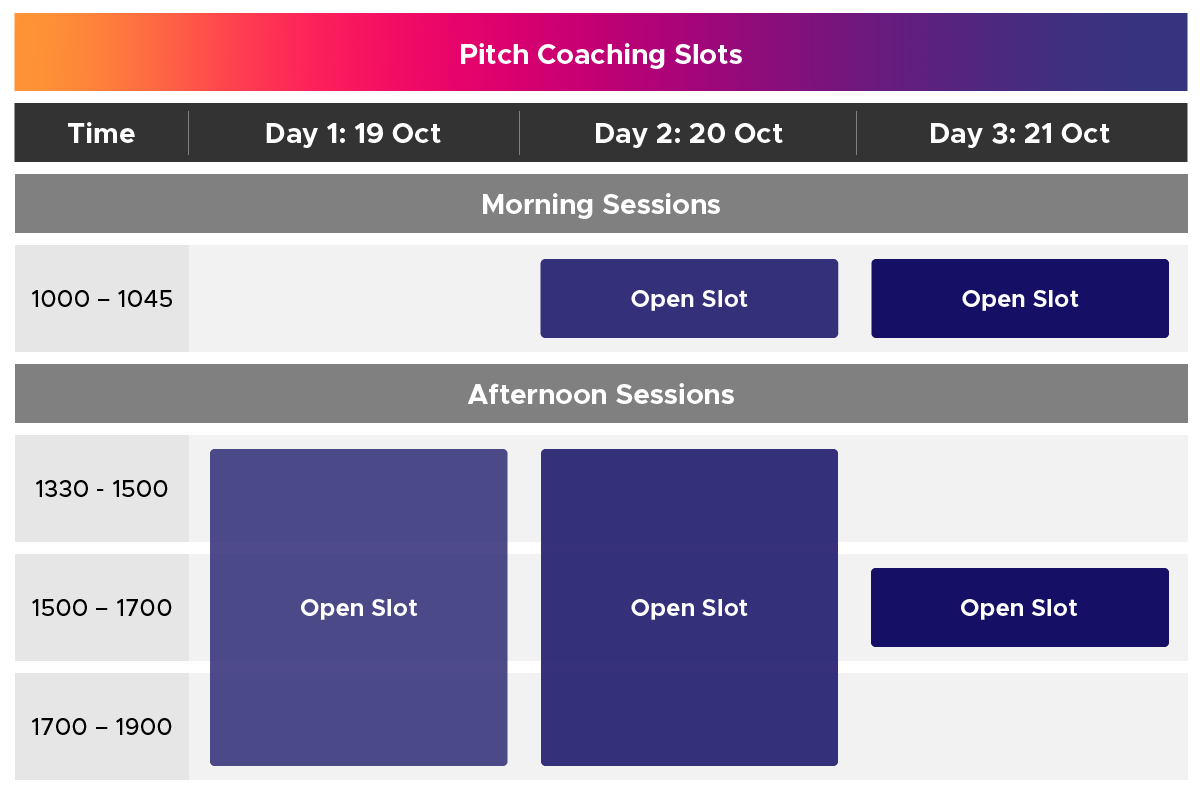 Pitch Coaching Slots
Time Day 1: 19 Oct Day 2: 20 Oct Day 3: 21 Oct
Morning Sessions
1000 – 1045 Open Slot Open Slot
Afternoon Sessions
1330 - 1500
1500 – 1700 Open Slot Open Slot Open Slot
1700 – 1900